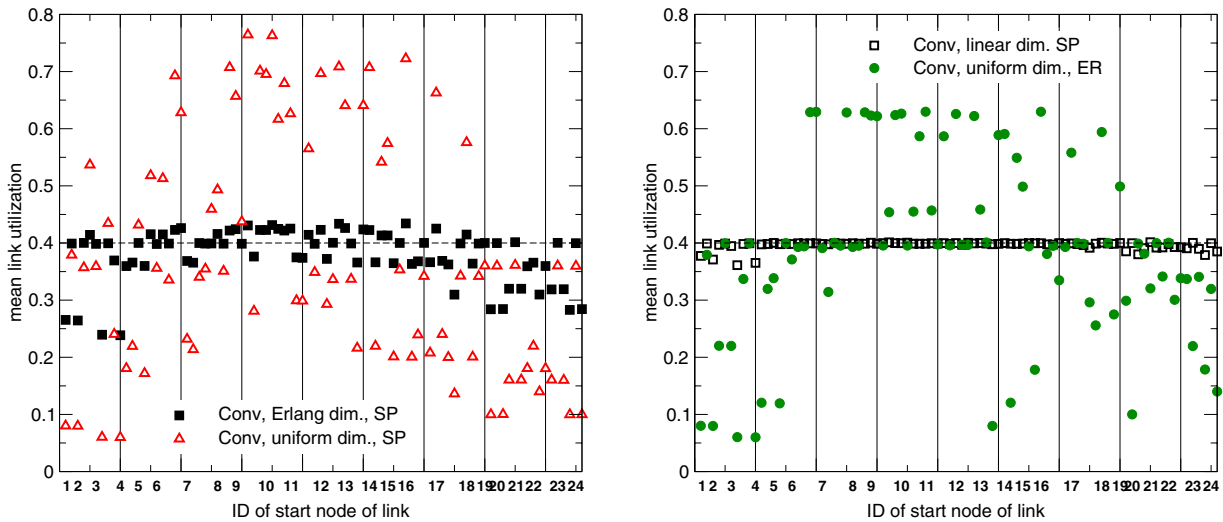 0.8
0.7
0.6
0.5
0.4
0.3
0.2
0.1
0
mean link utilization
Conv, Erlang dim., SP
Conv, uniform dim., SP
1 2 3 4 5 6 7 8 9 10 11 12 13 14 15 16 17 18 19 20 21 22 23 24
ID of start node of link
0.8
0.7
0.6
0.5
0.4
0.3
0.2
0.1
0
mean link utilization
Conv, linear dim. SP
Conv, uniform dim., ER
1 2 3 4 5 6 7 8 9 10 11 12 13 14 15 16 17 18 19 20 21 22 23 24
ID of start node of link